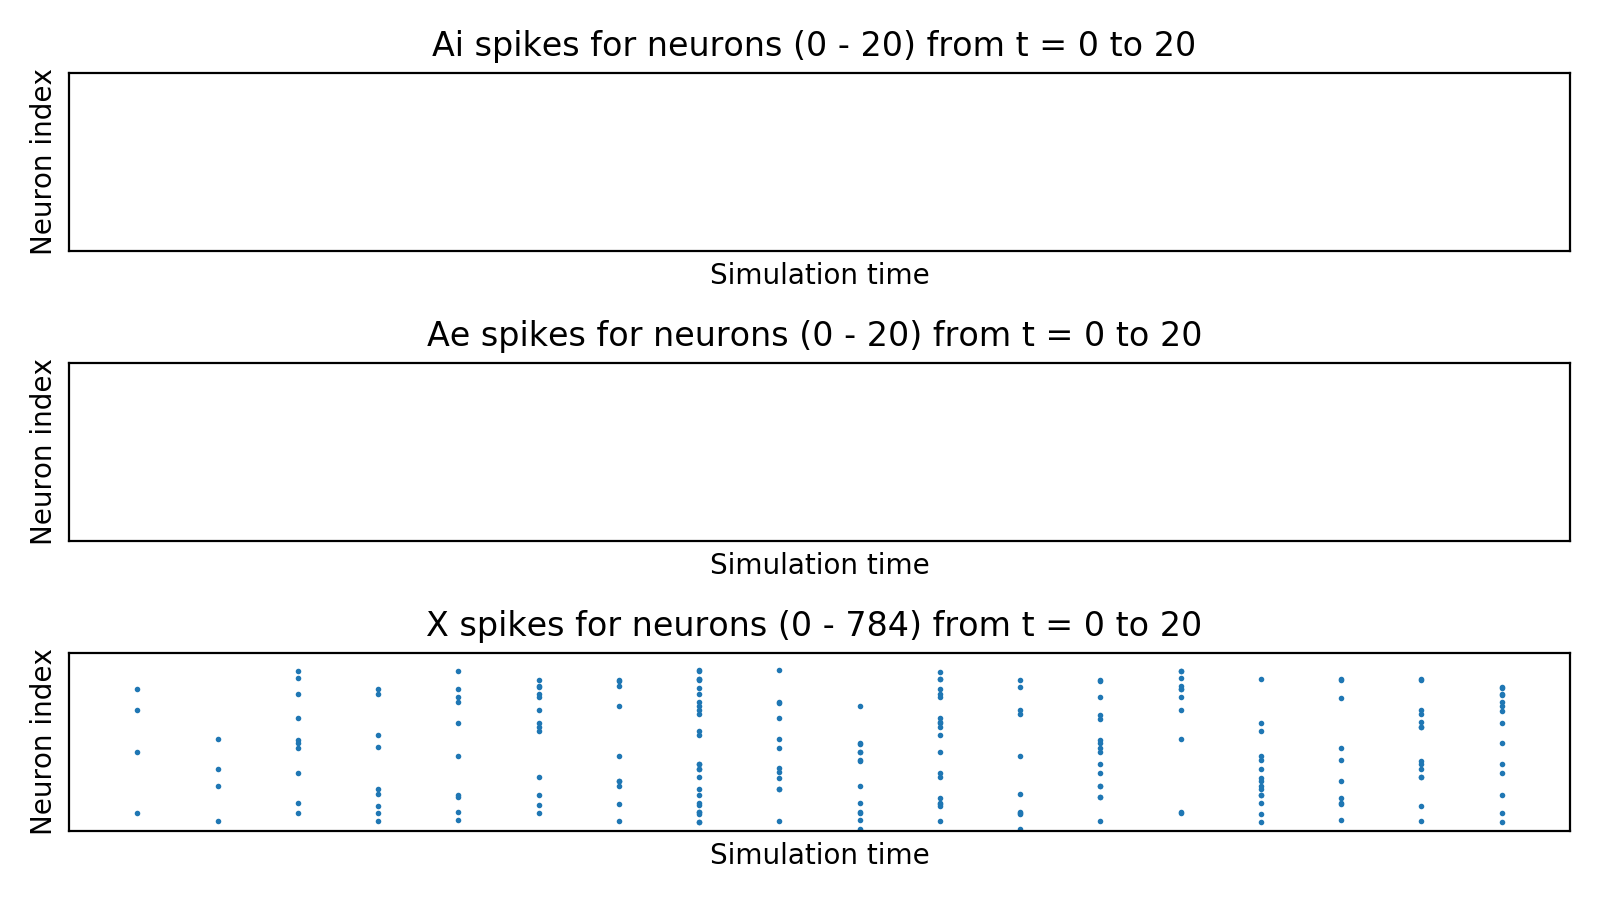 Ai spikes for neurons (0 - 20) from t = 0 to 20
Neuron index
Simulation time
Ae spikes for neurons (0 - 20) from t = 0 to 20
Neuron index
Simulation time
X spikes for neurons (0 - 784) from t = 0 to 20
Neuron index
Simulation time